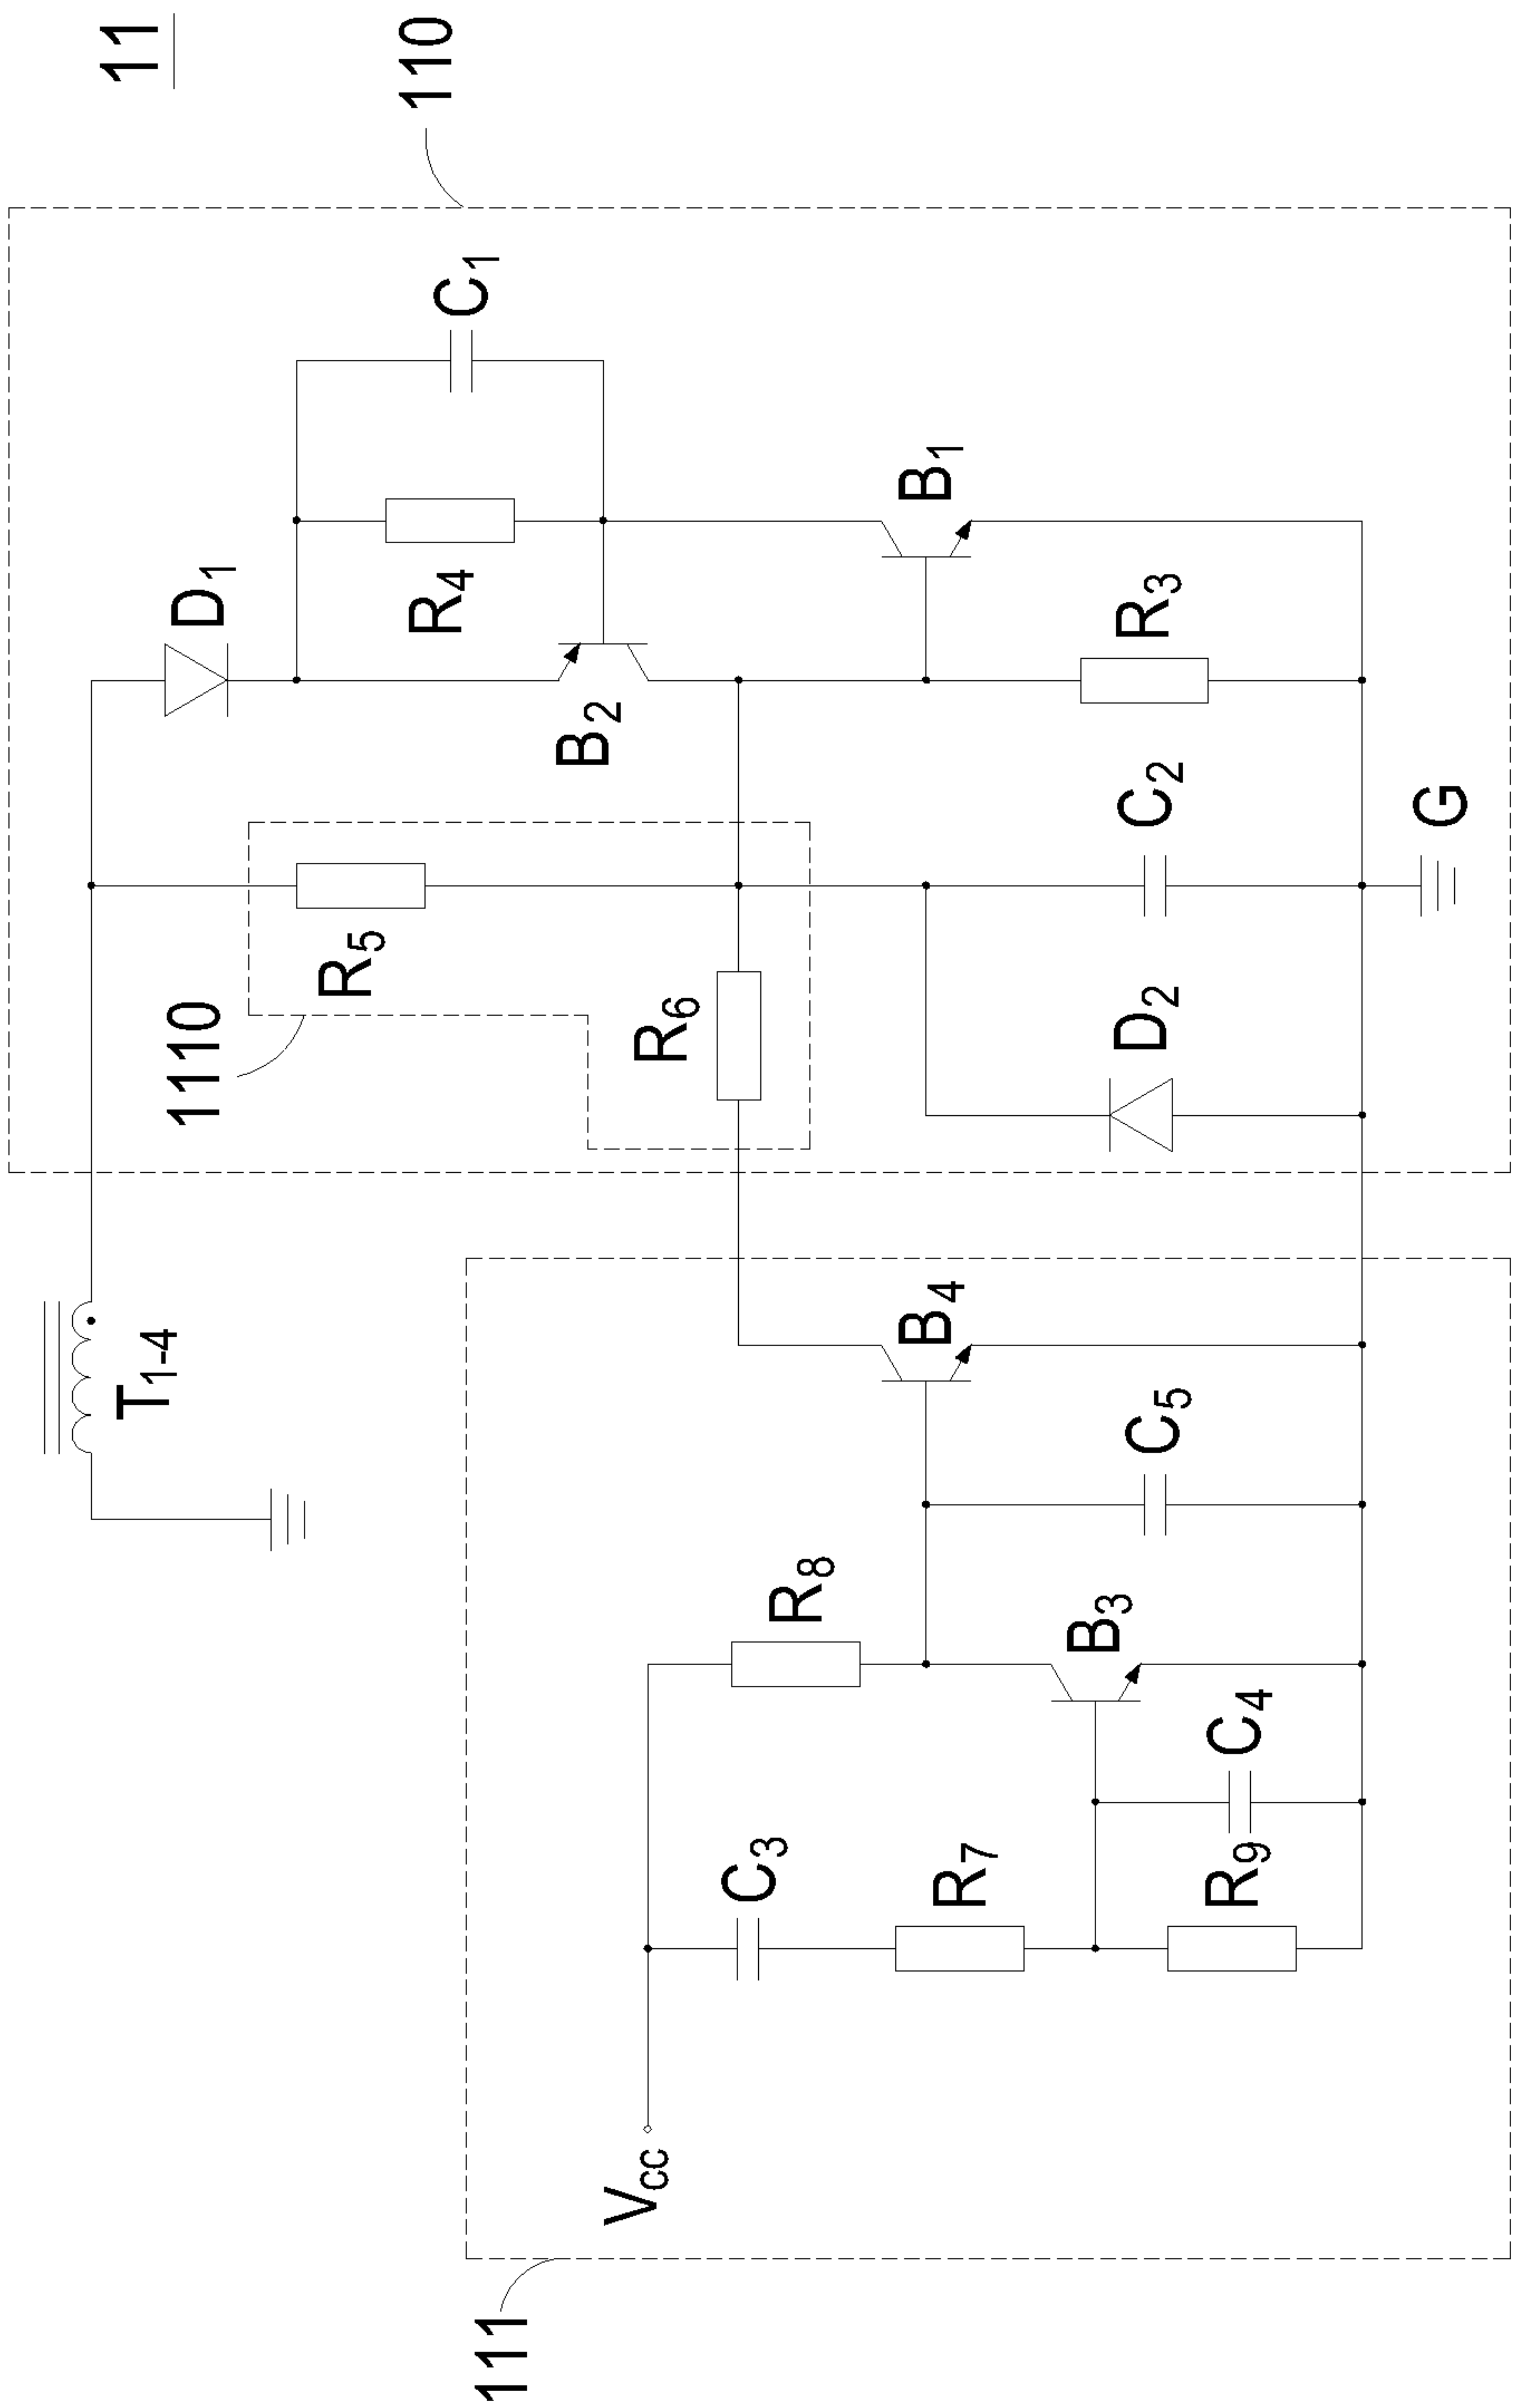 11
110
C1
D1
R4
B1
B2
R3
C2
G
R5
1110
R6
D2
T1-4
B4
C5
R8
B3
C4
C3
R7
R9
Vcc
111